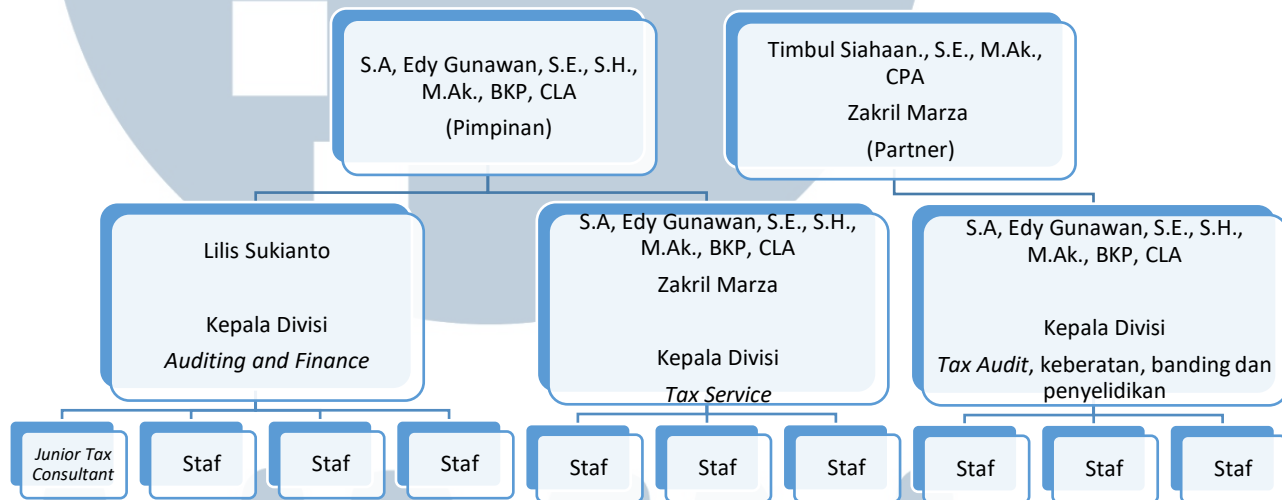 S.A, Edy Gunawan, S.E., S.H.,
M.Ak., BKP, CLA
(Pimpinan)
Timbul Siahaan., S.E., M.Ak.,
CPA
Zakril Marza
(Partner)
Lilis Sukianto
Kepala Divisi
Auditing and Finance
S.A, Edy Gunawan, S.E., S.H.,
M.Ak., BKP, CLA
Zakril Marza
Kepala Divisi
Tax Service
S.A, Edy Gunawan, S.E., S.H.,
M.Ak., BKP, CLA
Kepala Divisi
Tax Audit, keberatan, banding dan
penyelidikan
Junior Tax
Consultant
Staf
Staf
Staf
Staf
Staf
Staf
Staf
Staf
Staf